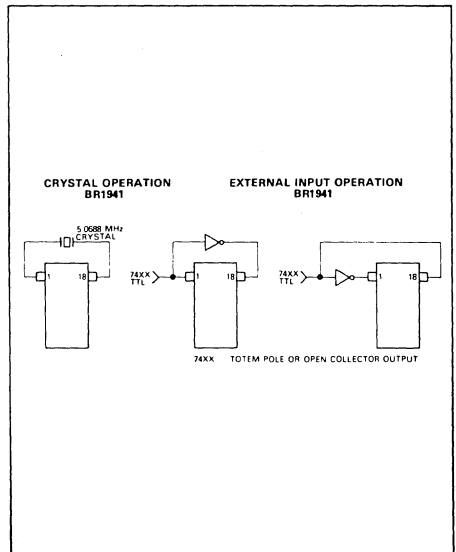 CRYSTAL OPERATION
BR1941
EXTERNAL INPUT OPERATION
BR1941
5.0688 MHz
CRYSTAL
1 18
74XX
TTL
1 18
74XX
TTL
1 18
74XX TOTEM POLE OR OPEN COLLECTOR OUTPUT